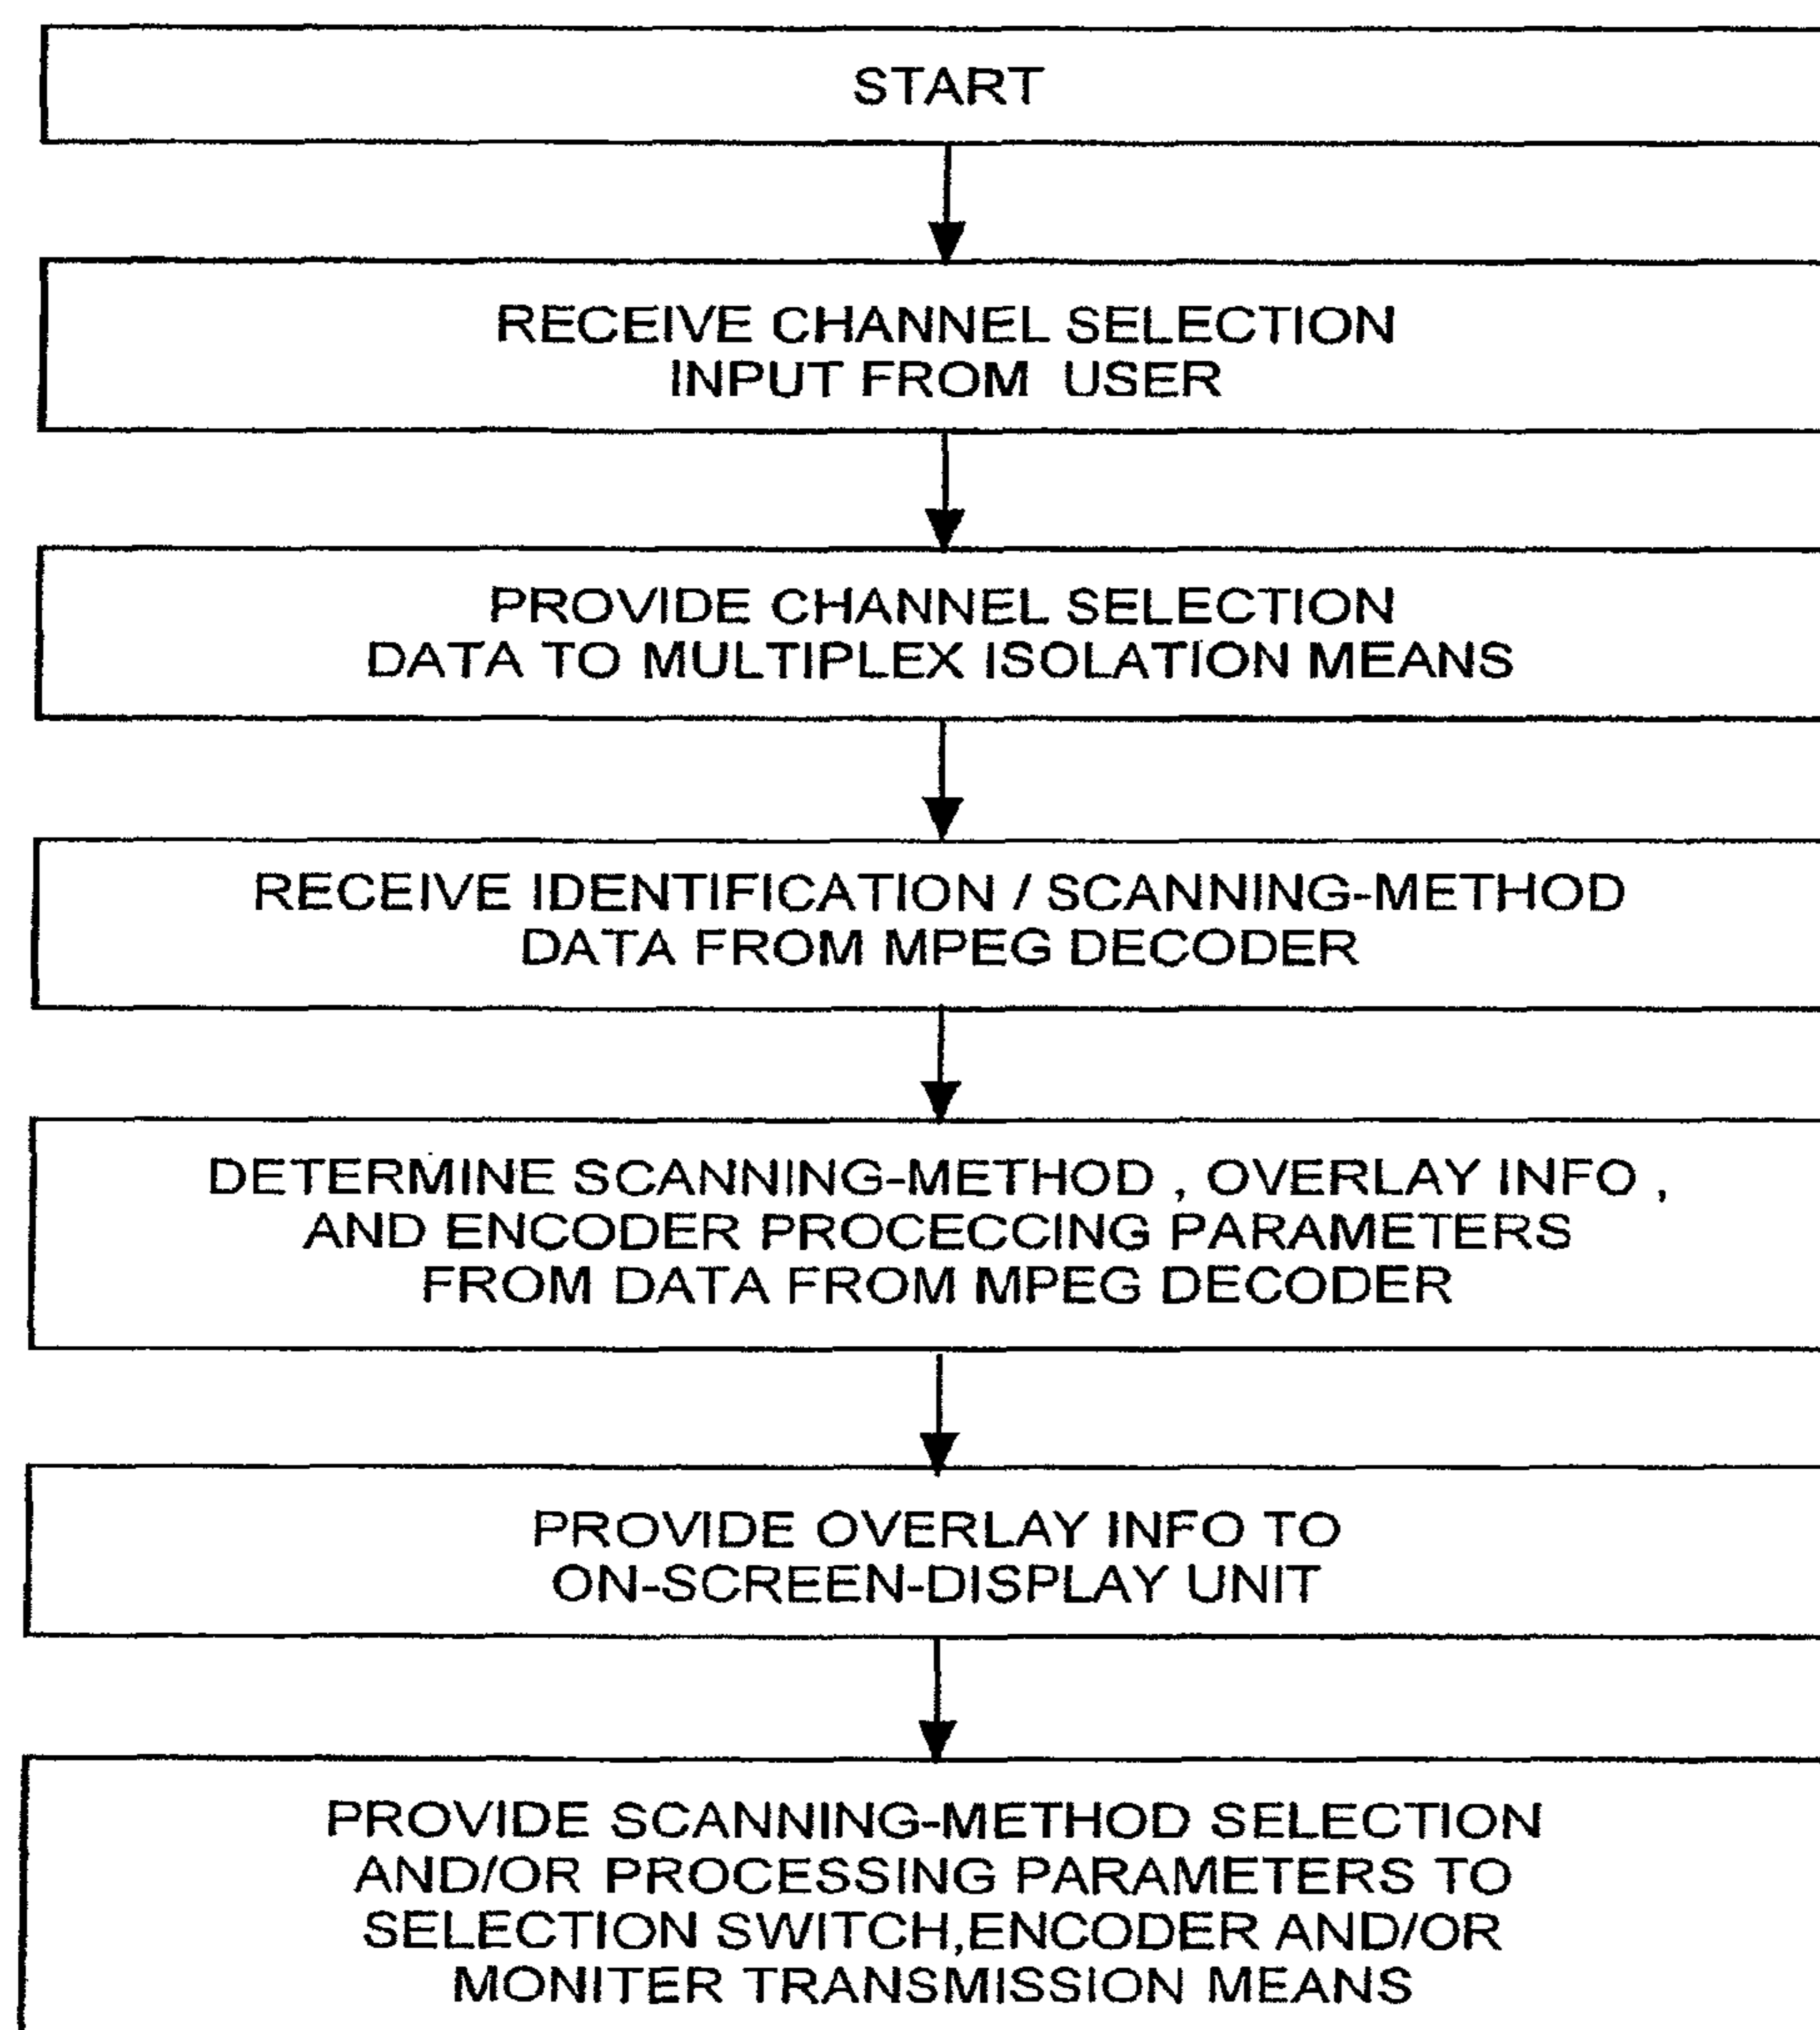 START
RECEIVE CHANNEL SELECTION
INPUT FROM USER
PROVIDE CHANNEL SELECTION
DATA TO MULTIPLEX ISOLATION MEANS
RECEIVE IDENTIFICATION / SCANNING-METHOD
DATA FROM MPEG DECODER
DETERMINE SCANNING-METHOD , OVERLAY INFO ,
AND ENCODER PROCECCING PARAMETERS
FROM DATA FROM MPEG DECODER
PROVIDE OVERLAY INFO TO
ON-SCREEN-DISPLAY UNIT
PROVIDE SCANNING-METHOD SELECTION
AND/OR PROCESSING PARAMETERS TO
SELECTION SWITCH,ENCODER AND/OR
MONITER TRANSMISSION MEANS